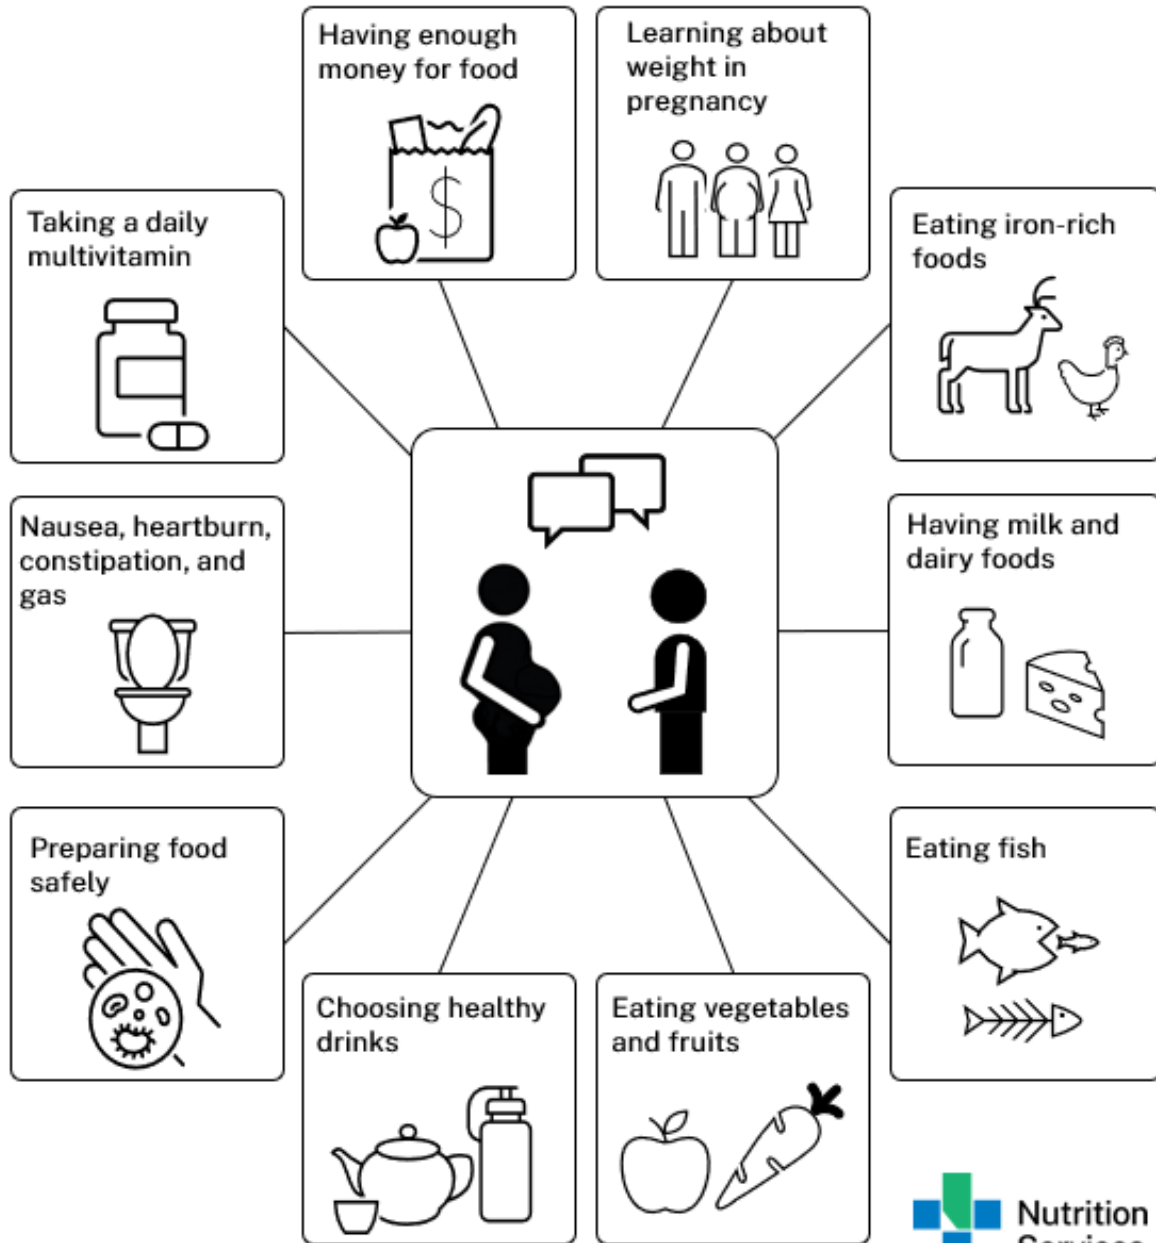 Having enough
money for food
$
Learning about
weight in
pregnancy
Taking a daily
multivitamin
Eating iron-rich
foods
Nausea, heartburn,
constipation, and
gas
Having milk and
dairy foods
Preparing food
safely
Eating fish
Choosing healthy
drinks
Eating vegetables
and fruits
Nutrition
Services